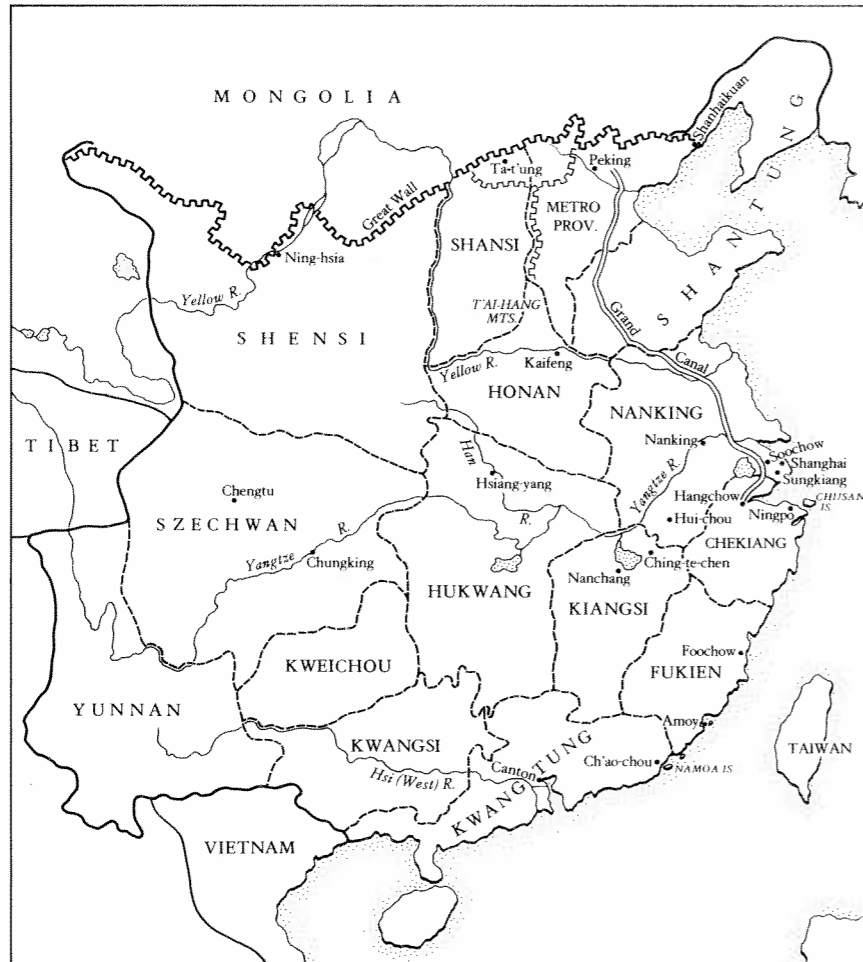 MONGOLIA
Shanhaikuan
Ta-t'ung
Peking
Great Wall
METRO
PROV.
SHANSI
SHANTUNG
Ning-hsia
Yellow R.
T'AI-HANG
MTS.
Grand
Canal
SHENSI
Kaifeng
Yellow R.
HONAN
NANKING
TIBET
Han
R.
Nanking
Soochow
Shanghai
Sungkiang
Hsiang-yang
Yangtze R.
Chengtu
Hangchow
CHUSAN
IS
SZECHWAN
Hui-chou
Ningpo
CHEKIANG
Yangtze
R.
Chungking
Ching-te-chen
Nanchang
HUKWANG
KIANGSI
Foochow
KWEICHOU
FUKIEN
YUNNAN
Amoy
KWANGSI
TAIWAN
Canton
Ch'ao-chou
NAMOA IS
Hsi (West) R.
KWANGTUNG
VIETNAM